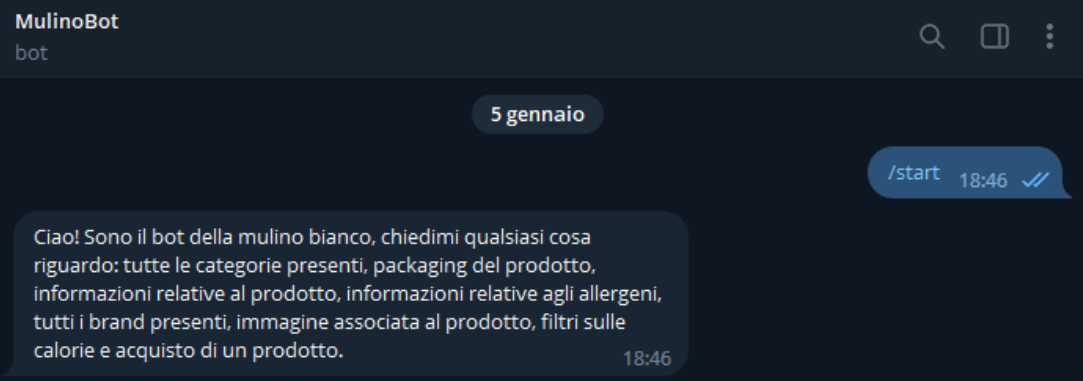 MulinoBot
bot
5 gennaio
/start 18:46
Ciao! Sono il bot della mulino bianco, chiedimi qualsiasi cosa
riguardo: tutte le categorie presenti, packaging del prodotto,
informazioni relative al prodotto, informazioni relative agli allergeni,
tutti i brand presenti, immagine associata al prodotto, filtri sulle
calorie e acquisto di un prodotto.
18:46